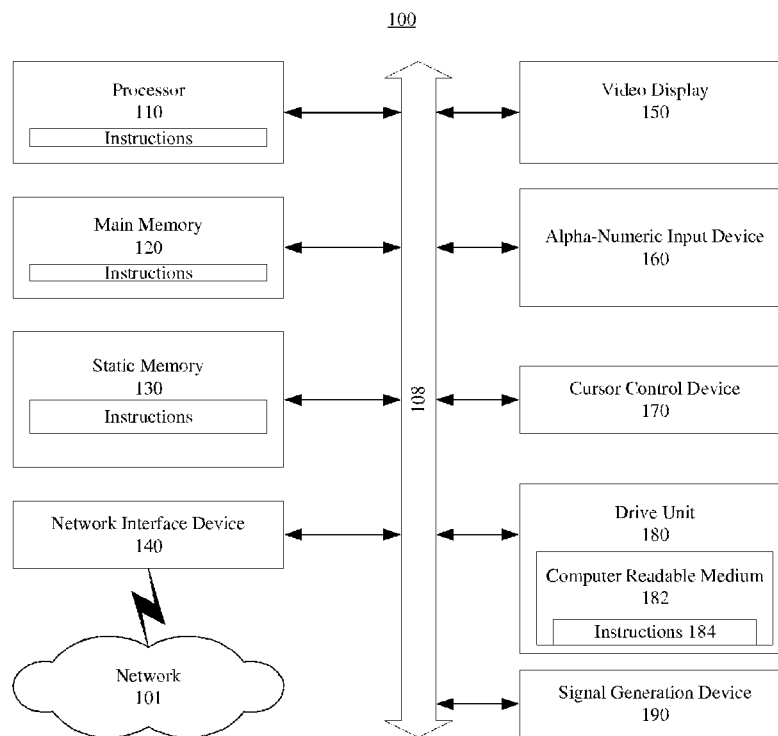 100
Processor
110
Instructions
Main Memory
120
Instructions
Static Memory
130
Instructions
Network Interface Device
140
Network
101
108
Video Display
150
Alpha-Numeric Input Device
160
Cursor Control Device
170
Drive Unit
180
Computer Readable Medium
182
Instructions 184
Signal Generation Device
190